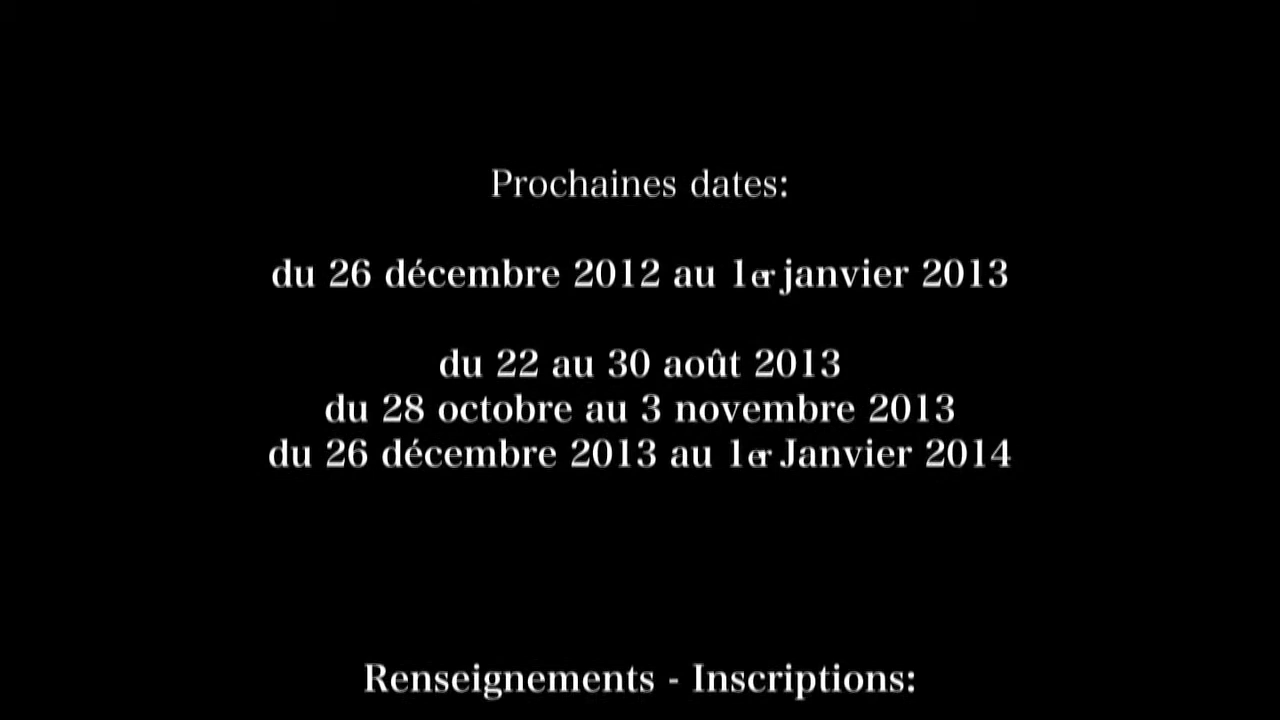 Prochaines dates:
du 26 décembre 2012 au 1er janvier 2013
du 22 au 30 août 2013
du 28 octobre au 3 novembre 2013
du 26 décembre 2013 au 1er Janvier 2014
Renseignements - Inscriptions: